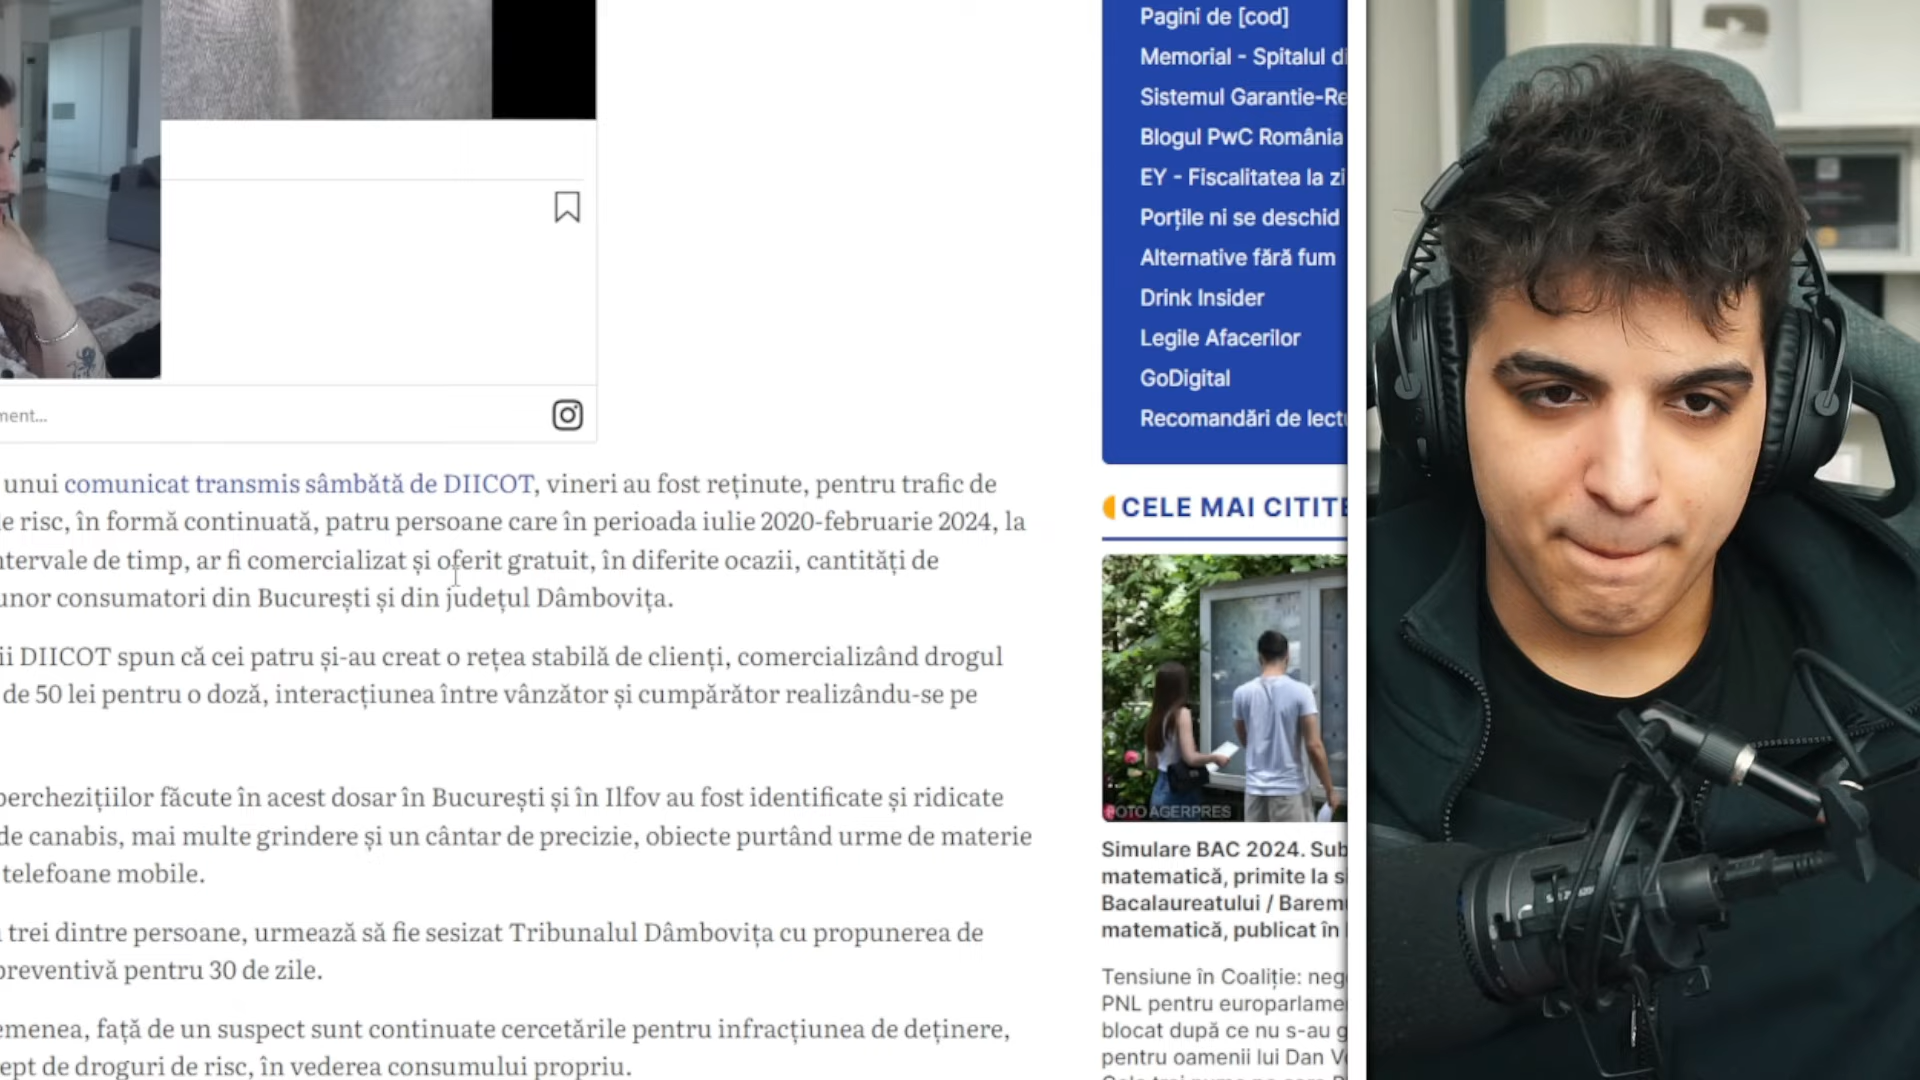 unui comunicat transmis sâmbătă de DIICOT, vineri au fost reținute, pentru trafic de
risc, în formă continuată, patru persoane care în perioada iulie 2020-februarie 2024, la
de timp, ar fi comercializat și oferit gratuit, în diferite ocazii, cantități de
unor consumatori din București și din județul Dâmbovița.
DIICOT spun că cei patru și-au creat o rețea stabilă de clienți, comercializând drogul
de 50 lei pentru o doză, interacțiunea între vânzător și cumpărător realizându-se pe
perchezițiilor făcute în acest dosar în București și în Ilfov au fost identificate și ridicate
de canabis, mai multe grindere și un cântar de precizie, obiecte purtând urme de materie
telefoane mobile.
trei dintre persoane, urmează să fie sesizat Tribunalul Dâmbovița cu propunerea de
preventivă pentru 30 de zile.
față de un suspect sunt continuate cercetările pentru infracțiunea de deținere,
de droguri de risc, în vederea consumului propriu.
Pagini de [cod]
Memorial - Spitalul
Sistemul Garantie-Re
Blogul PwC România
EY - Fiscalitatea la zi
Porțile ni se deschid
Alternative fără fum
Drink Insider
Legile Afacerilor
GoDigital
Recomandări de
CELE MAI CITITE
FOTO AGERPRES
Simulare BAC 2024. Sub
matematică, primite la
Bacalaureatului / Barem
matematică, publicat în
Tensiune în Coaliție:
PNL pentru
blocat după ce nu s-au
pentru oamenii lui Dan